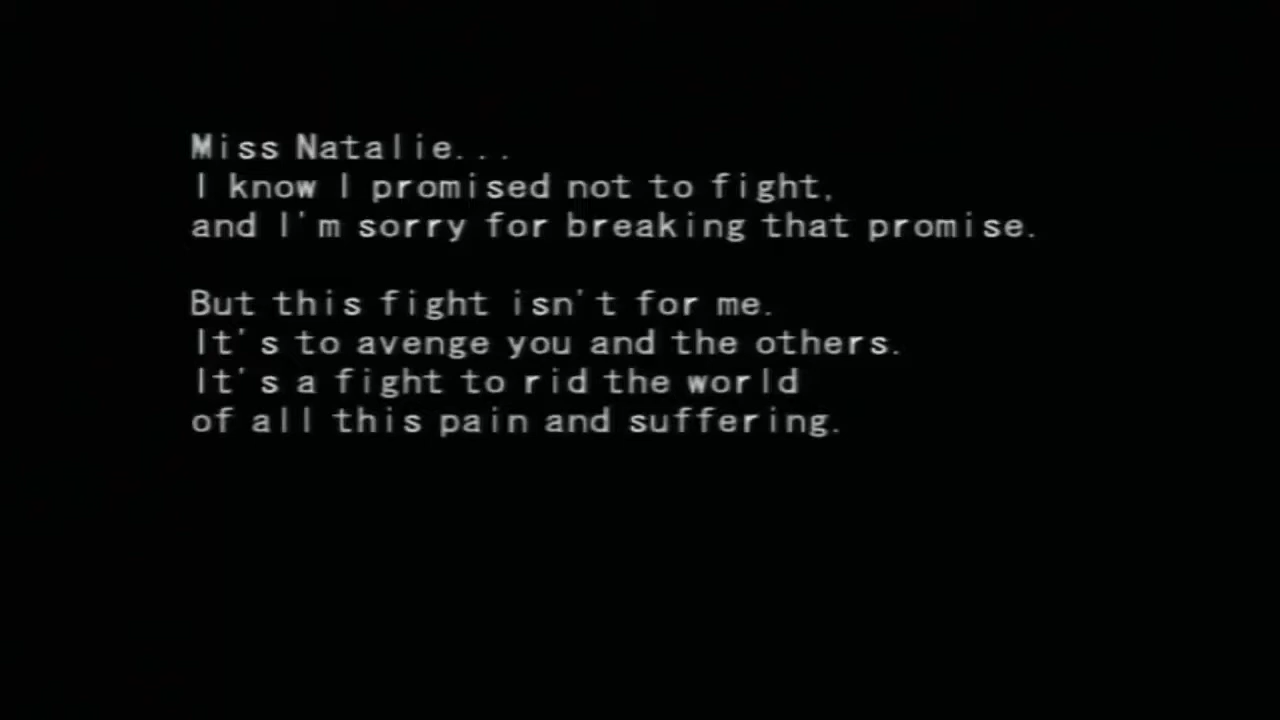 Miss Natalie...
I know I promised not to fight,
and I'm sorry for breaking that promise.
But this fight isn't for me.
It's to avenge you and the others.
It's a fight to rid the world
of all this pain and suffering.